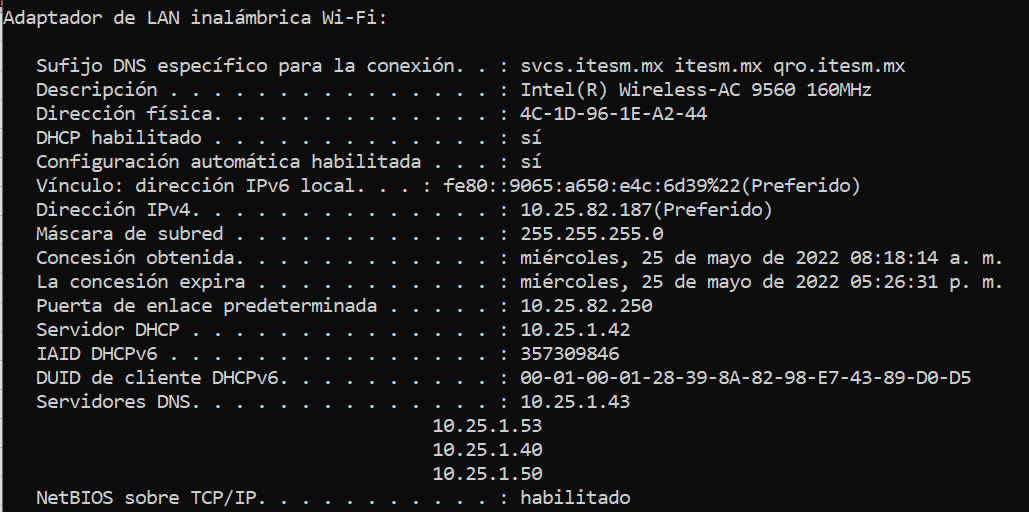 Adaptador de LAN inalámbrica Wi-Fi:
Sufijo DNS específico para la conexión. . : svcs.itesm.mx itesm.mx qro.itesm.mx
Descripción . . . . . . . . . . . . . . . : Intel(R) Wireless-AC 9560 160MHz
Dirección física. . . . . . . . . . . . . : 4C-1D-96-1E-A2-44
DHCP habilitado . . . . . . . . . . . . . : sí
Configuración automática habilitada . . . : sí
Vínculo: dirección IPv6 local. . . : fe80::9065:a650:e4c:6d39%22(Preferido)
Dirección IPv4. . . . . . . . . . . . . . : 10.25.82.187(Preferido)
Máscara de subred . . . . . . . . . . . . : 255.255.255.0
Concesión obtenida. . . . . . . . . . . . : miércoles, 25 de mayo de 2022 08:18:14 a. m.
La concesión expira . . . . . . . . . . . : miércoles, 25 de mayo de 2022 05:26:31 p. m.
Puerta de enlace predeterminada . . . . . : 10.25.82.250
Servidor DHCP . . . . . . . . . . . . . . : 10.25.1.42
IAID DHCPv6 . . . . . . . . . . . . . . . : 357309846
DUID de cliente DHCPv6. . . . . . . . . . : 00-01-00-01-28-39-8A-82-98-E7-43-89-D0-D5
Servidores DNS. . . . . . . . . . . . . . : 10.25.1.43
10.25.1.53
10.25.1.40
10.25.1.50
NetBIOS sobre TCP/IP. . . . . . . . . . . : habilitado